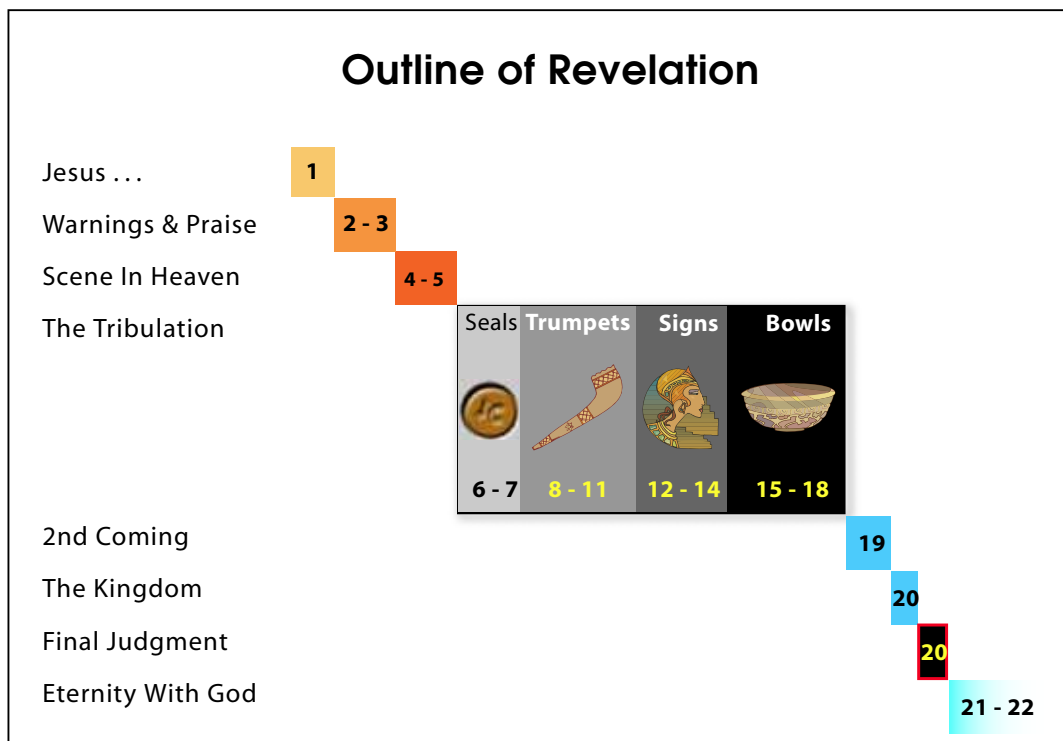 Outline of Revelation
Jesus . . . 1
Warnings & Praise 2 - 3
Scene In Heaven 4 - 5
The Tribulation Seals Trumpets Signs Bowls
6 - 7 8 - 11 12 - 14 15 - 18
2nd Coming 19
The Kingdom 20
Final Judgment 20
Eternity With God 21 - 22